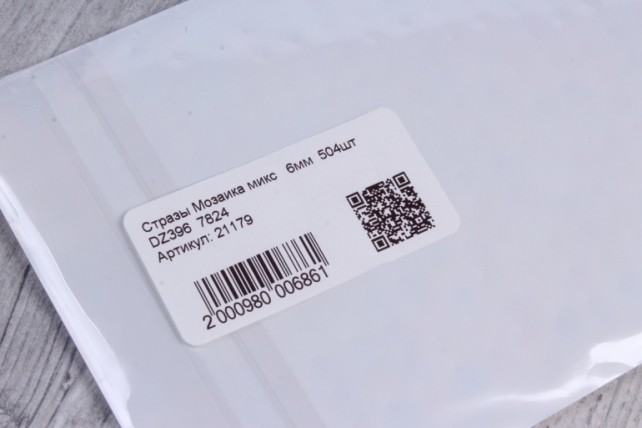 Стразы Мозаика микс 6мм 504шт
DZ396 7824
Артикул: 21179
2 000980 006861